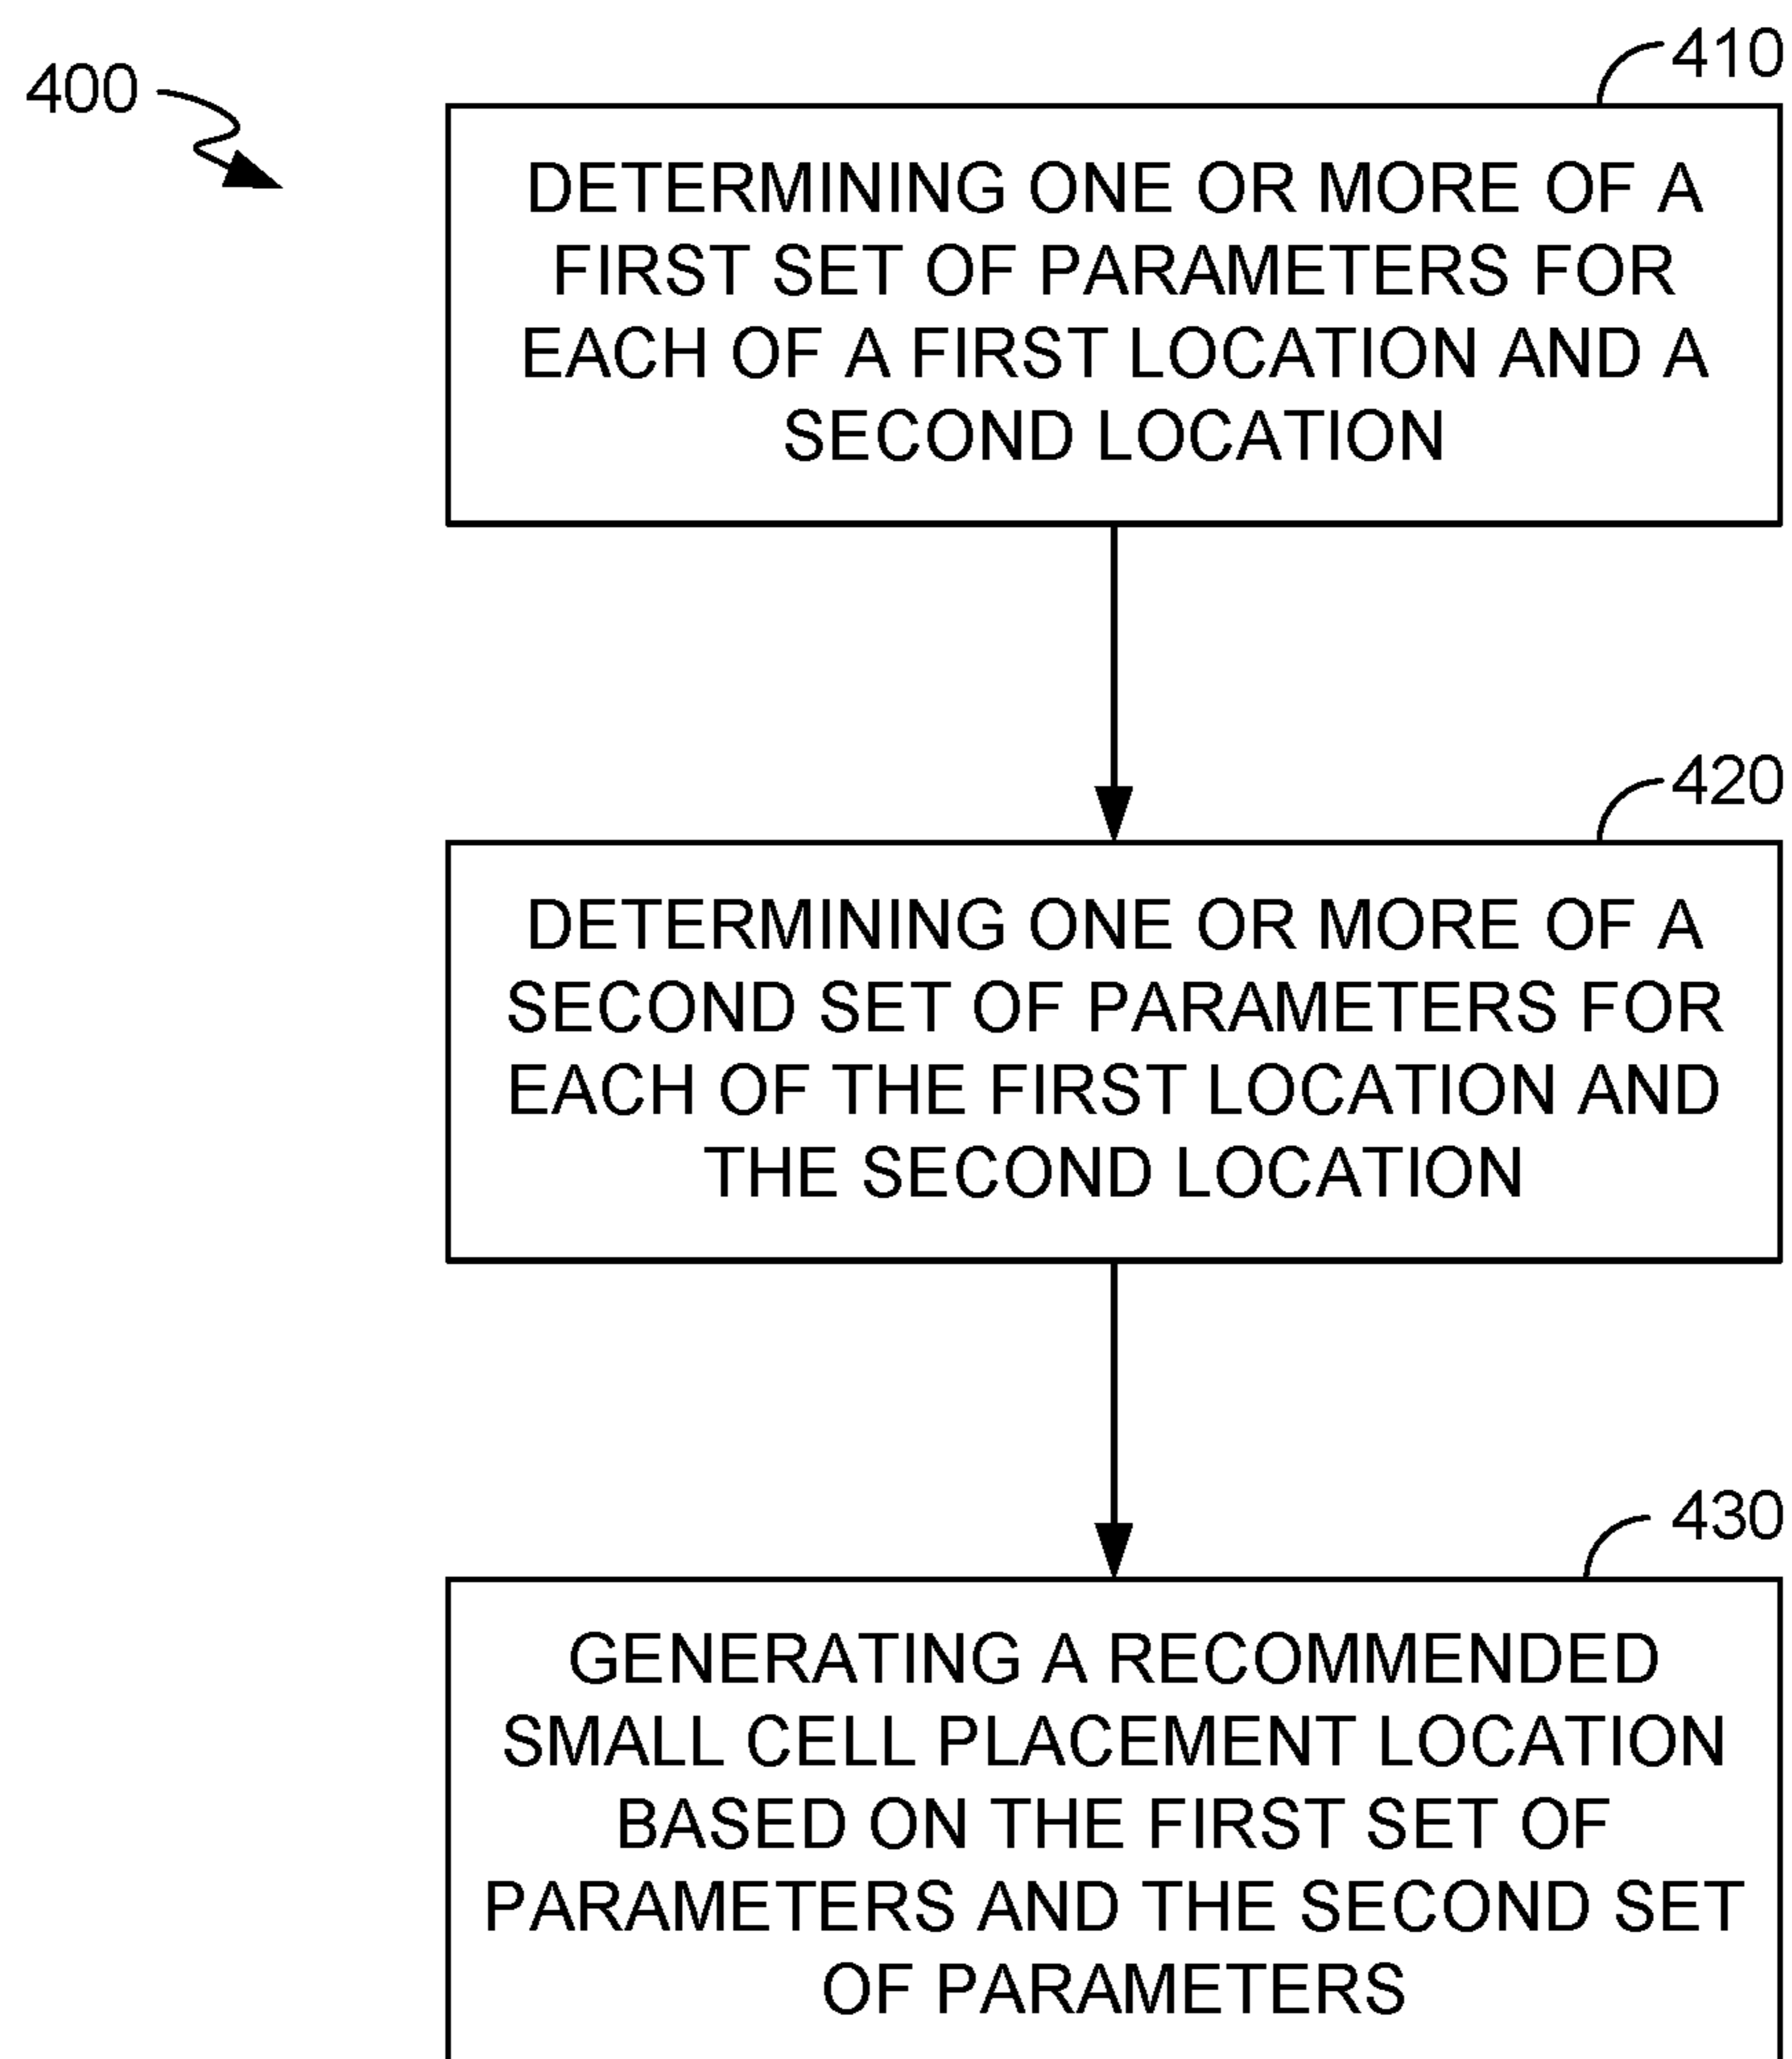 400
410
DETERMINING ONE OR MORE OF A
FIRST SET OF PARAMETERS FOR
EACH OF A FIRST LOCATION AND A
SECOND LOCATION
420
DETERMINING ONE OR MORE OF A
SECOND SET OF PARAMETERS FOR
EACH OF THE FIRST LOCATION AND
THE SECOND LOCATION
430
GENERATING A RECOMMENDED
SMALL CELL PLACEMENT LOCATION
BASED ON THE FIRST SET OF
PARAMETERS AND THE SECOND SET
OF PARAMETERS